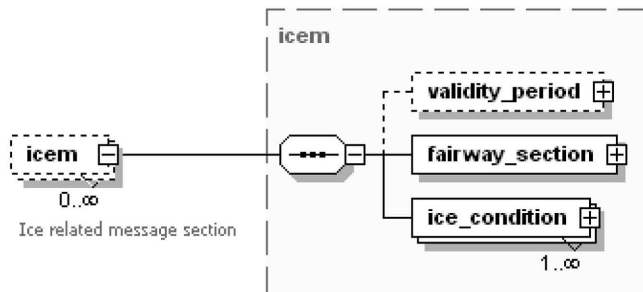 icem
validity_period
icem
fairway_section
0..∞
ice_condition
Ice related message section
1..∞